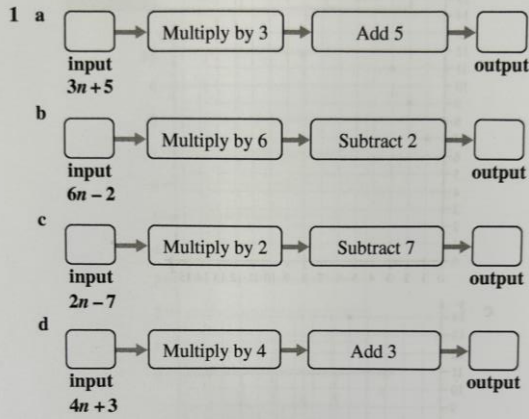 1 a
Multiply by 3 Add 5
input output
3n + 5
b
Multiply by 6 Subtract 2
input output
6n − 2
c
Multiply by 2 Subtract 7
input output
2n − 7
d
Multiply by 4 Add 3
input output
4n + 3